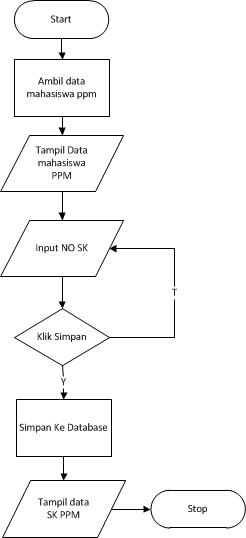 Start
Ambil data
mahasiswa ppm
Tampil Data
mahasiswa
PPM
Input NO SK
Klik Simpan
T
Y
Simpan Ke Database
Tampil data
SK PPM
Stop